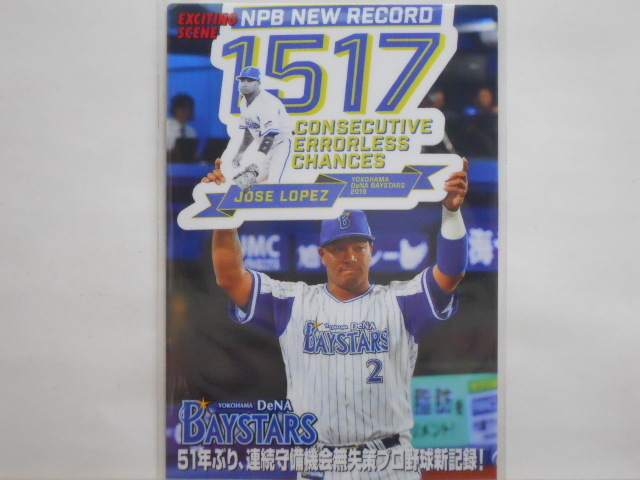 EXCITING
SCENE
NPB NEW RECORD
1517
CONSECUTIVE
ERRORLESS
CHANCES
JOSE LOPEZ
YOKOHAMA
DeNA BAYSTARS
2018
DeNA
BAYSTARS
2
YOKOHAMA DeNA
BAYSTARS
51年ぶり、連続守備機会無失策プロ野球新記録!